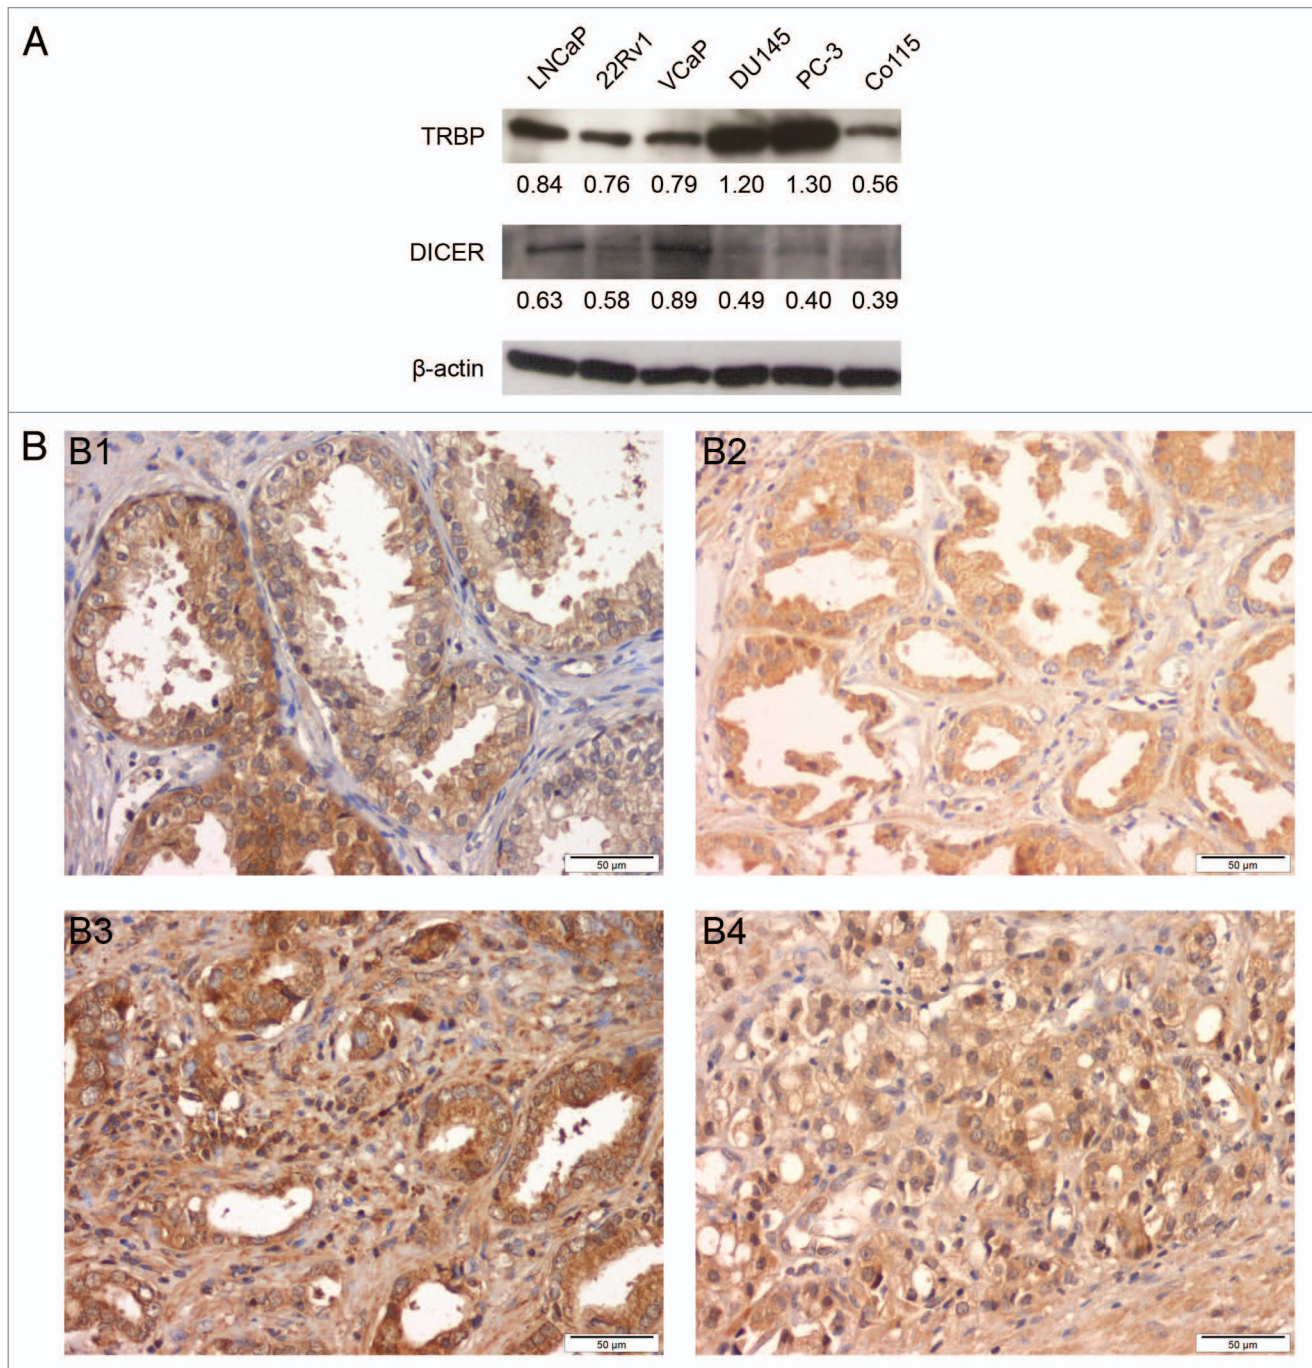 A
LNCaP 22Rv1 VCaP DU145 PC-3 Co115
TRBP
0.84 0.76 0.79 1.20 1.30 0.56
DICER
0.63 0.58 0.89 0.49 0.40 0.39
β-actin
B B1 B2
50 µm 50 µm
B3 B4
50 µm 50 µm